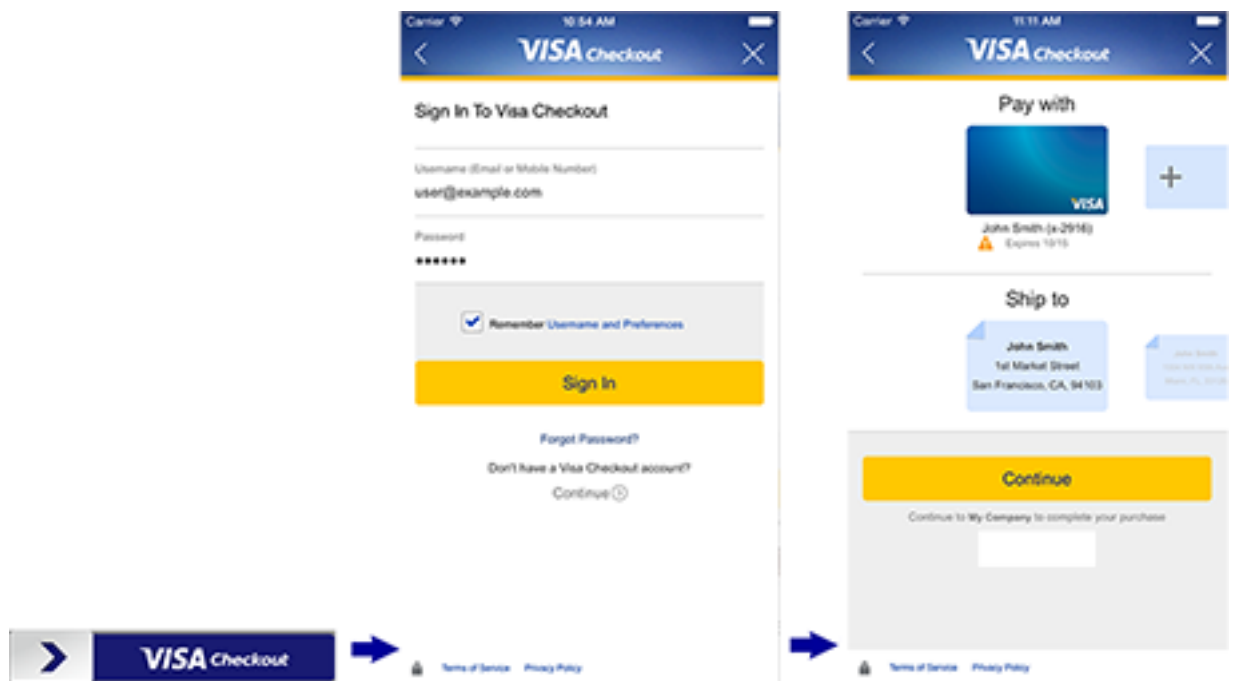 VISA Checkout
Carrier 10:54 AM
VISA Checkout
Sign In To Visa Checkout
Username (Email or Mobile Number)
user@example.com
Password
Remember Username and Preferences
Sign In
Forgot Password?
Don't have a Visa Checkout account?
Continue
Terms of Service Privacy Policy
Carrier 11:11 AM
VISA Checkout
Pay with
VISA
John Smith (x-2916)
Expires 10/15
Ship to
John Smith
1st Market Street
San Francisco, CA, 94103
John Smith
Continue
Continue to My Company to complete your purchase
Terms of Service Privacy Policy